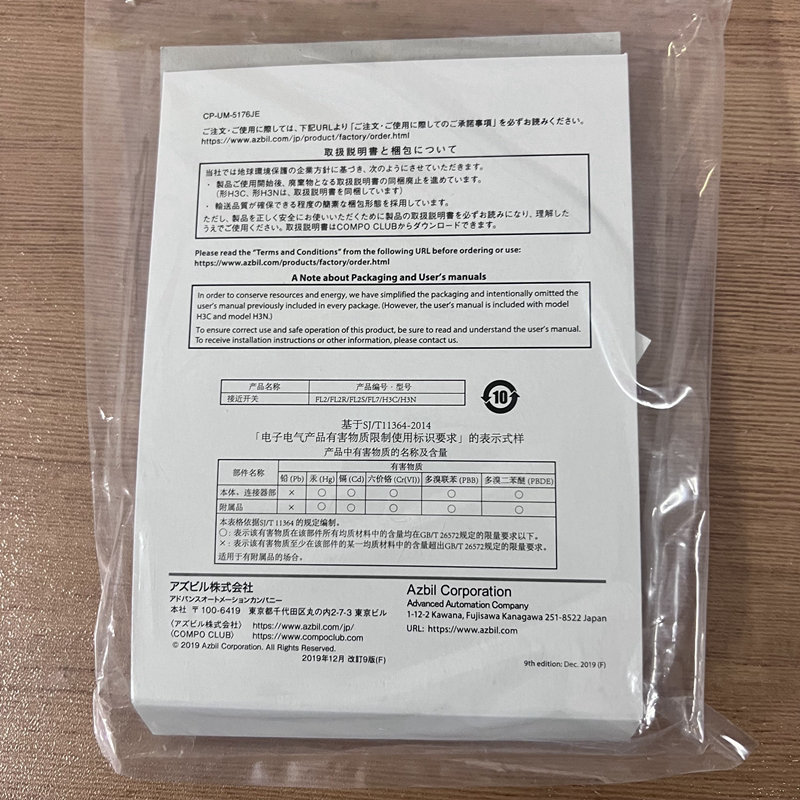 CP-UM-5176JE
ご注文・ご使用に際しては、下記URLより「ご注文・ご使用に際してのご承諾事項」を必ずお読みください。
https://www.azbil.com/jp/product/factory/order.html
取扱説明書と梱包について
当社では地球環境保護の企業方針に基づき、次のようにさせていただきます。
・ 製品ご使用開始後、廃棄物となる取扱説明書の同梱廃止を進めています。
(形H3C、形H3Nは、取扱説明書を同梱しています)
・ 輸送品質が確保できる程度の簡素な梱包形態を採用しています。
ただし、製品を正しく安全にお使いいただくために製品の取扱説明書を必ずお読みになり、理解した
うえでご使用ください。取扱説明書はCOMPO CLUBからダウンロードできます。
Please read the "Terms and Conditions" from the following URL before ordering or use:
https://www.azbil.com/products/factory/order.html
A Note about Packaging and User's manuals
In order to conserve resources and energy, we have simplified the packaging and intentionally omitted the
user's manual previously included in every package. (However, the user's manual is included with model
H3C and model H3N.)
To ensure correct use and safe operation of this product, be sure to read and understand the user's manual.
To receive installation instructions or other information, please contact us.
产品名称 产品编号・型号
接近开关 FL2/FL2R/FL2S/FL7/H3C/H3N
10
基于SJ/T11364-2014
「电子电气产品有害物质限制使用标识要求」的表示式样
产品中有害物质的名称及含量
部件名称 有害物质
铅 (Pb) 汞 (Hg) 镉 (Cd) 六价铬 (Cr(VI)) 多溴联苯 (PBB) 多溴二苯醚 (PBDE)
本体、连接器部 × ○ ○ ○ ○ ○
附属品 × ○ ○ ○ ○ ○
本表格依据SJ/T 11364 的规定编制。
○: 表示该有害物质在该部件所有均质材料中的含量均在GB/T 26572规定的限量要求以下。
×: 表示该有害物质至少在该部件的某一均质材料中的含量超出GB/T 26572规定的限量要求。
适用于有附属品的场合。
アズビル株式会社
アドバンスオートメーションカンパニー
本社 〒100-6419 東京都千代田区丸の内2-7-3 東京ビル
〈アズビル株式会社〉 https://www.azbil.com/jp/
〈COMPO CLUB〉 https://www.compoclub.com
© 2019 Azbil Corporation. All Rights Reserved.
2019年12月 改訂9版(F)
Azbil Corporation
Advanced Automation Company
1-12-2 Kawana, Fujisawa Kanagawa 251-8522 Japan
URL: https://www.azbil.com
9th edition: Dec. 2019 (F)